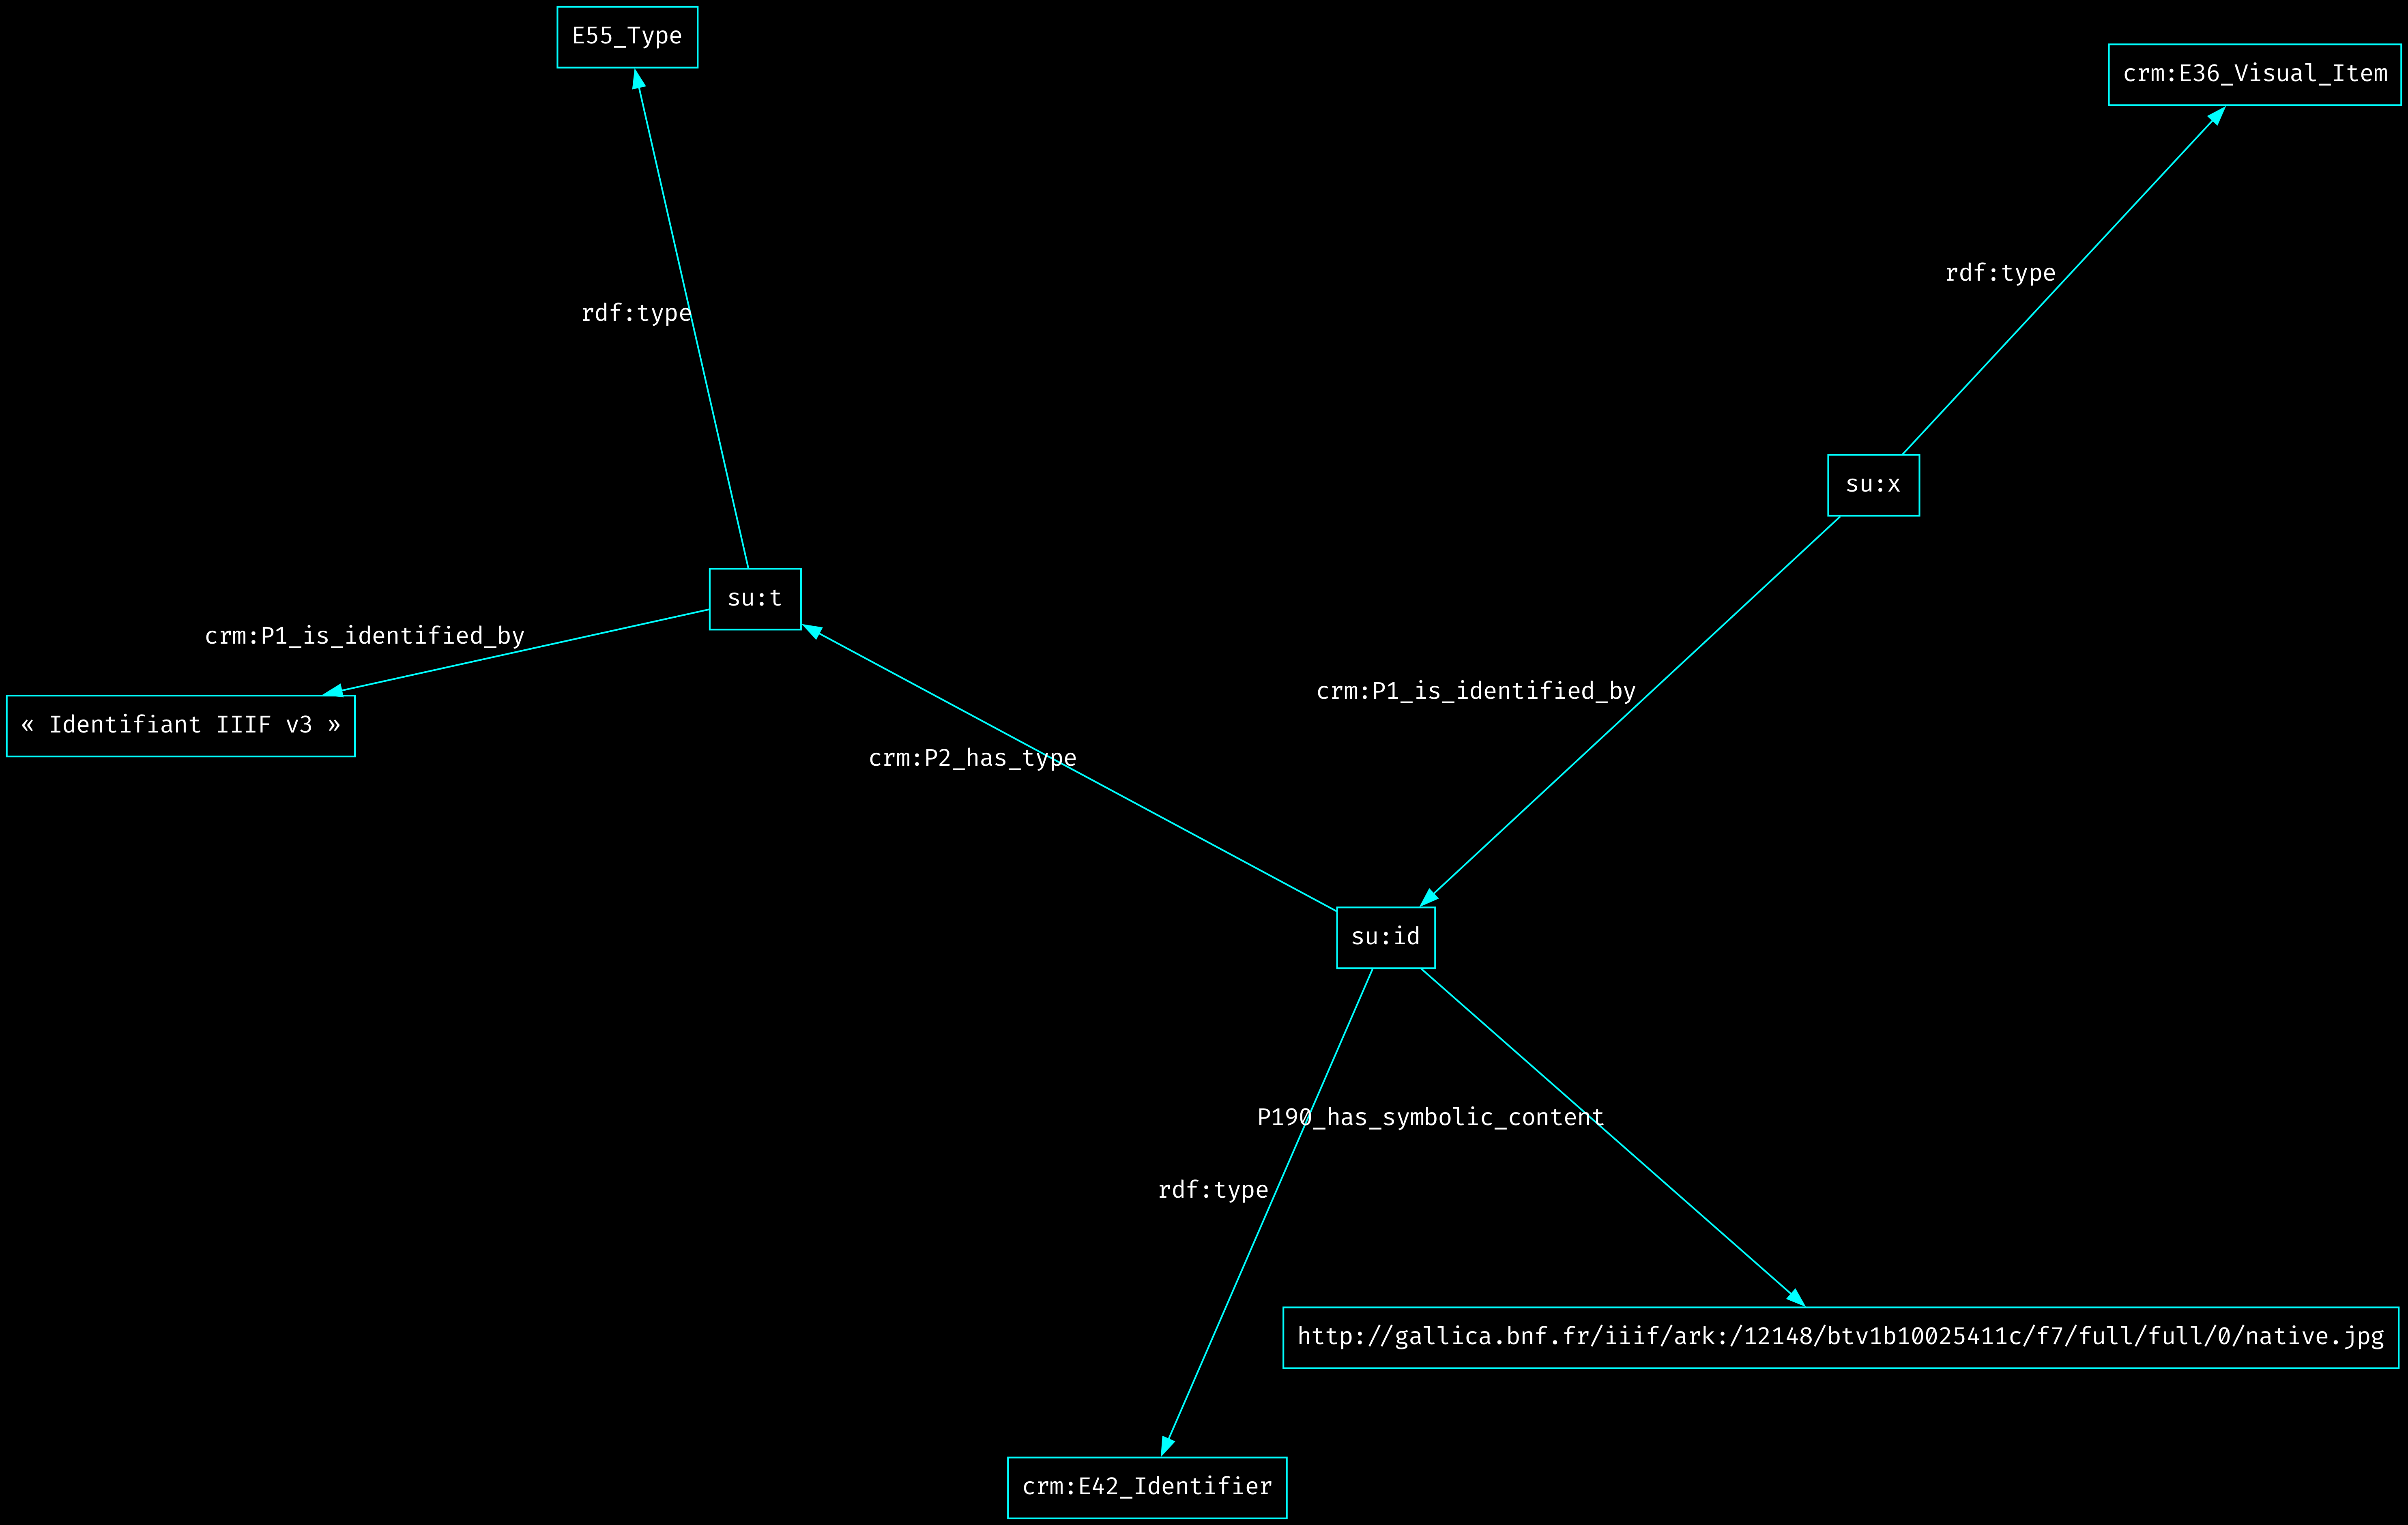 E55_Type
crm:E36_Visual_Item
rdf:type
rdf:type
su:x
su:t
crm:P1_is_identified_by
crm:P1_is_identified_by
« Identifiant IIIF v3 »
crm:P2_has_type
su:id
P190_has_symbolic_content
rdf:type
http://gallica.bnf.fr/iiif/ark:/12148/btv1b10025411c/f7/full/full/0/native.jpg
crm:E42_Identifier